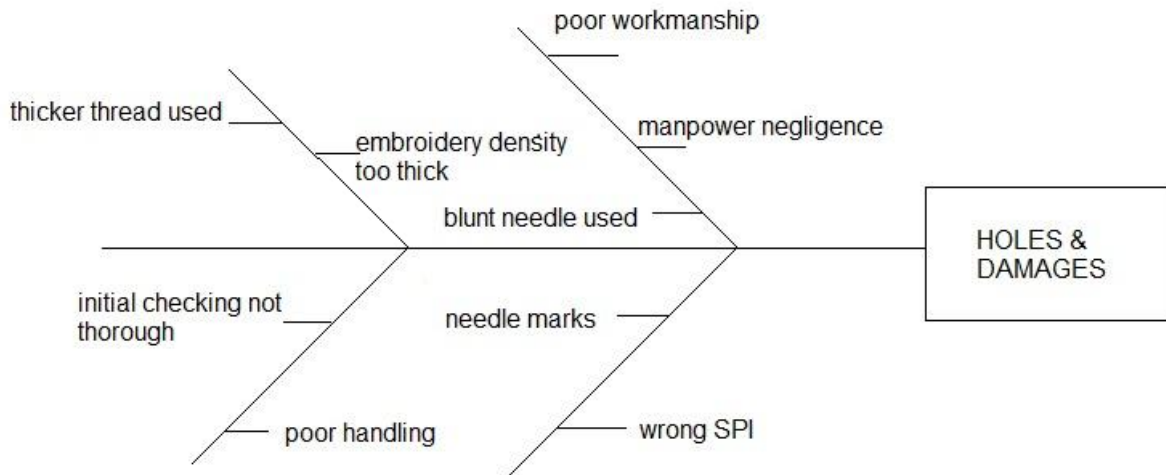 poor workmanship
thicker thread used
embroidery density
too thick
manpower negligence
blunt needle used
HOLES &
DAMAGES
initial checking not
thorough
needle marks
poor handling
wrong SPI